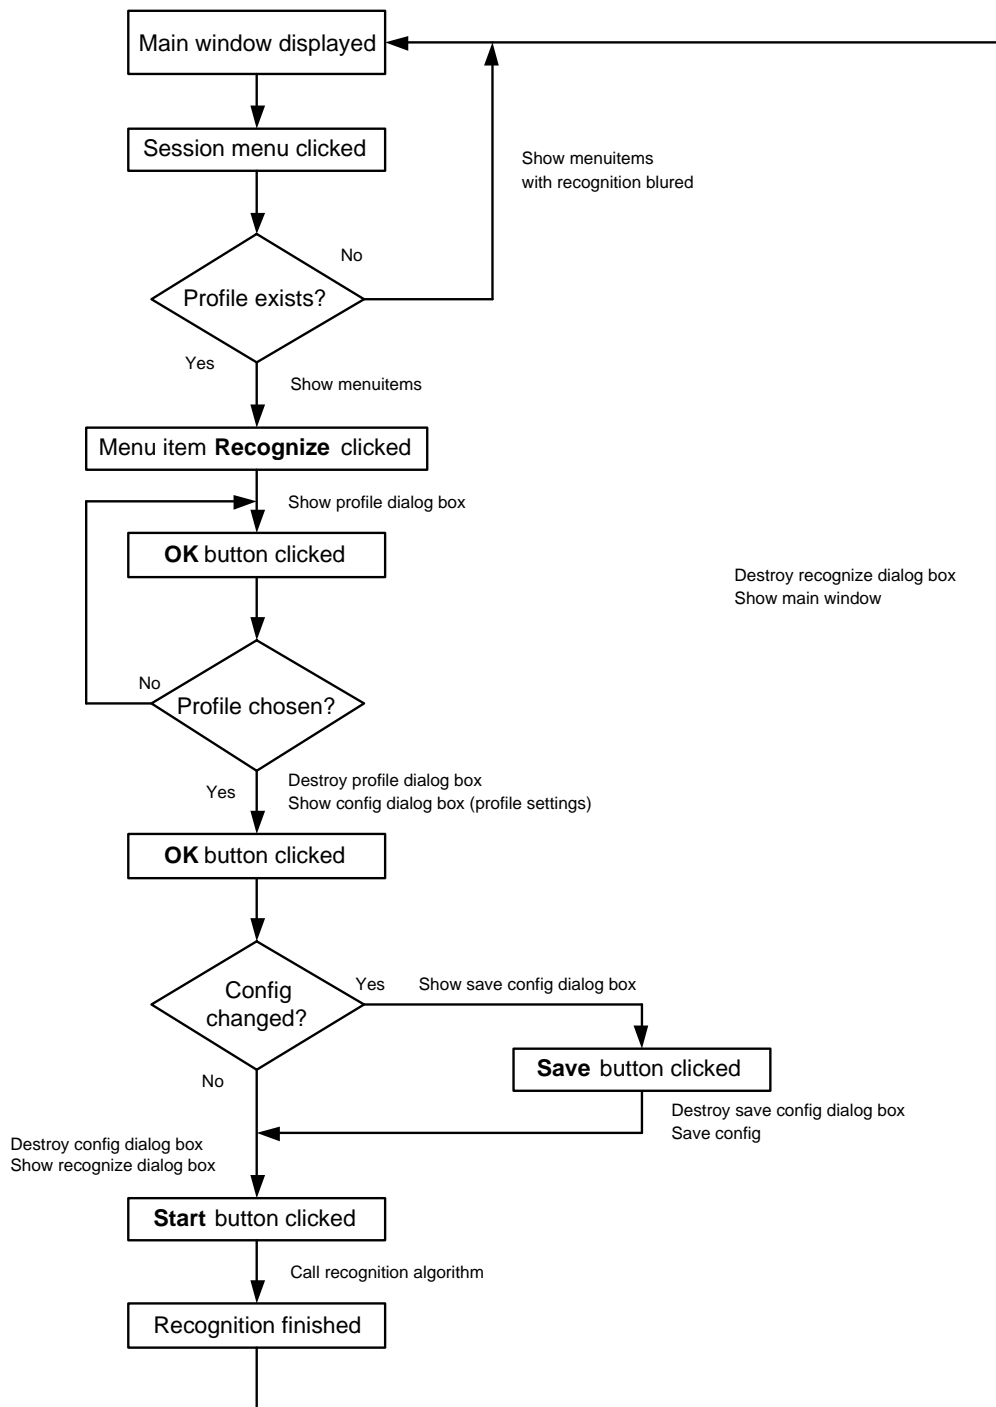 Main window displayed
Session menu clicked
Show menuitems
with recognition blured
No
Profile exists?
Yes
Show menuitems
Menu item Recognize clicked
Show profile dialog box
OK button clicked
Destroy recognize dialog box
Show main window
No
Profile chosen?
Destroy profile dialog box
Yes
Show config dialog box (profile settings)
OK button clicked
Yes
Show save config dialog box
Config
changed?
Save button clicked
No
Destroy save config dialog box
Save config
Destroy config dialog box
Show recognize dialog box
Start button clicked
Call recognition algorithm
Recognition finished